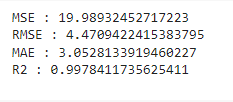 MSE : 19.98932452717223
RMSE : 4.4709422415383795
MAE : 3.0528133919460227
R2 : 0.9978411735625411